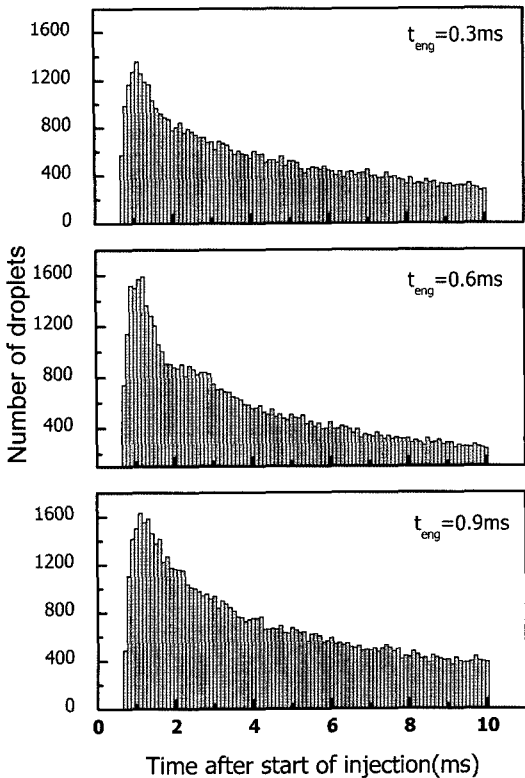 1600
1200
800
400
0
t_eng=0.3ms
1600
1200
800
400
t_eng=0.6ms
1600
1200
800
400
0
t_eng=0.9ms
0 2 4 6 8 10
Number of droplets
Time after start of injection(ms)